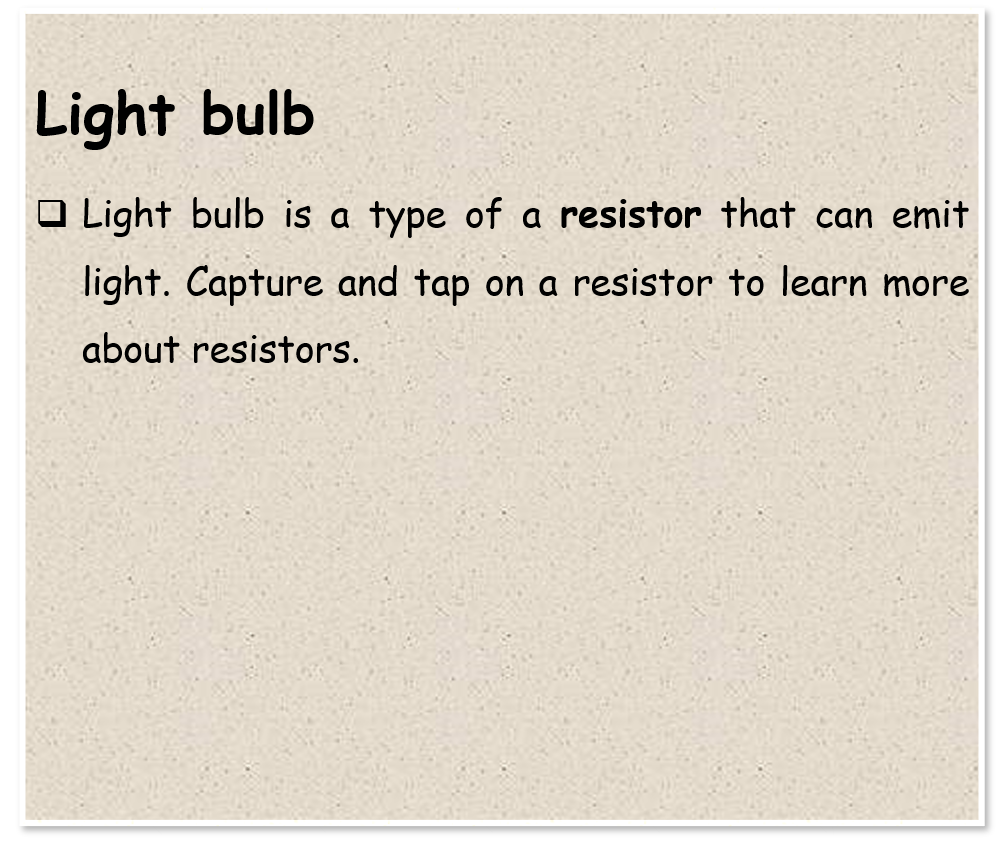 Light bulb
❑ Light bulb is a type of a resistor that can emit
light. Capture and tap on a resistor to learn more
about resistors.